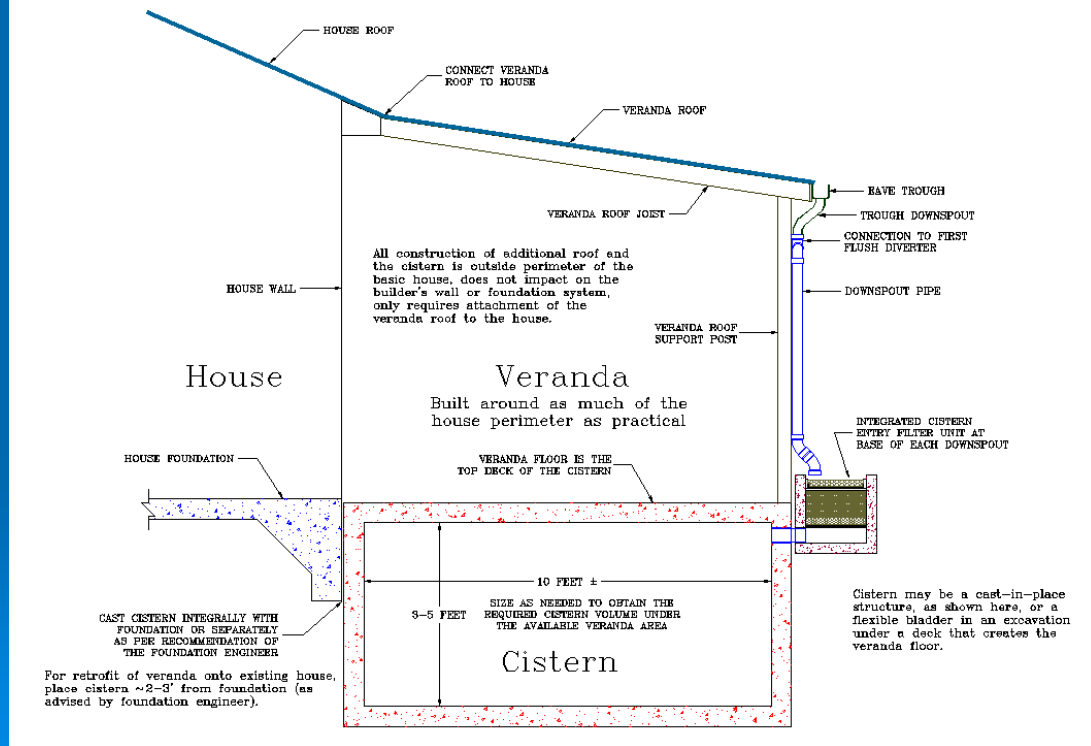 HOUSE ROOF
CONNECT VERANDA
ROOF TO HOUSE
VERANDA ROOF
EAVE TROUGH
VERANDA ROOF JOIST
TROUGH DOWNSPOUT
CONNECTION TO FIRST
FLUSH DIVERTER
All construction of additional roof and
the cistern is outside perimeter of the
basic house, does not impact on the
builder's wall or foundation system,
only requires attachment of the
veranda roof to the house.
HOUSE WALL
DOWNSPOUT PIPE
VERANDA ROOF
SUPPORT POST
House
Veranda
Built around as much of the
house perimeter as practical
INTEGRATED CISTERN
ENTRY FILTER UNIT AT
BASE OF EACH DOWNSPOUT
HOUSE FOUNDATION
VERANDA FLOOR IS THE
TOP DECK OF THE CISTERN
10 FEET ±
3-5 FEET
SIZE AS NEEDED TO OBTAIN THE
REQUIRED CISTERN VOLUME UNDER
THE AVAILABLE VERANDA AREA
Cistern
CAST CISTERN INTEGRALLY WITH
FOUNDATION OR SEPARATELY
AS PER RECOMMENDATION OF
THE FOUNDATION ENGINEER
For retrofit of veranda onto existing house,
place cistern ~2-3' from foundation (as
advised by foundation engineer).
Cistern may be a cast-in-place
structure, as shown here, or a
flexible bladder in an excavation
under a deck that creates the
veranda floor.